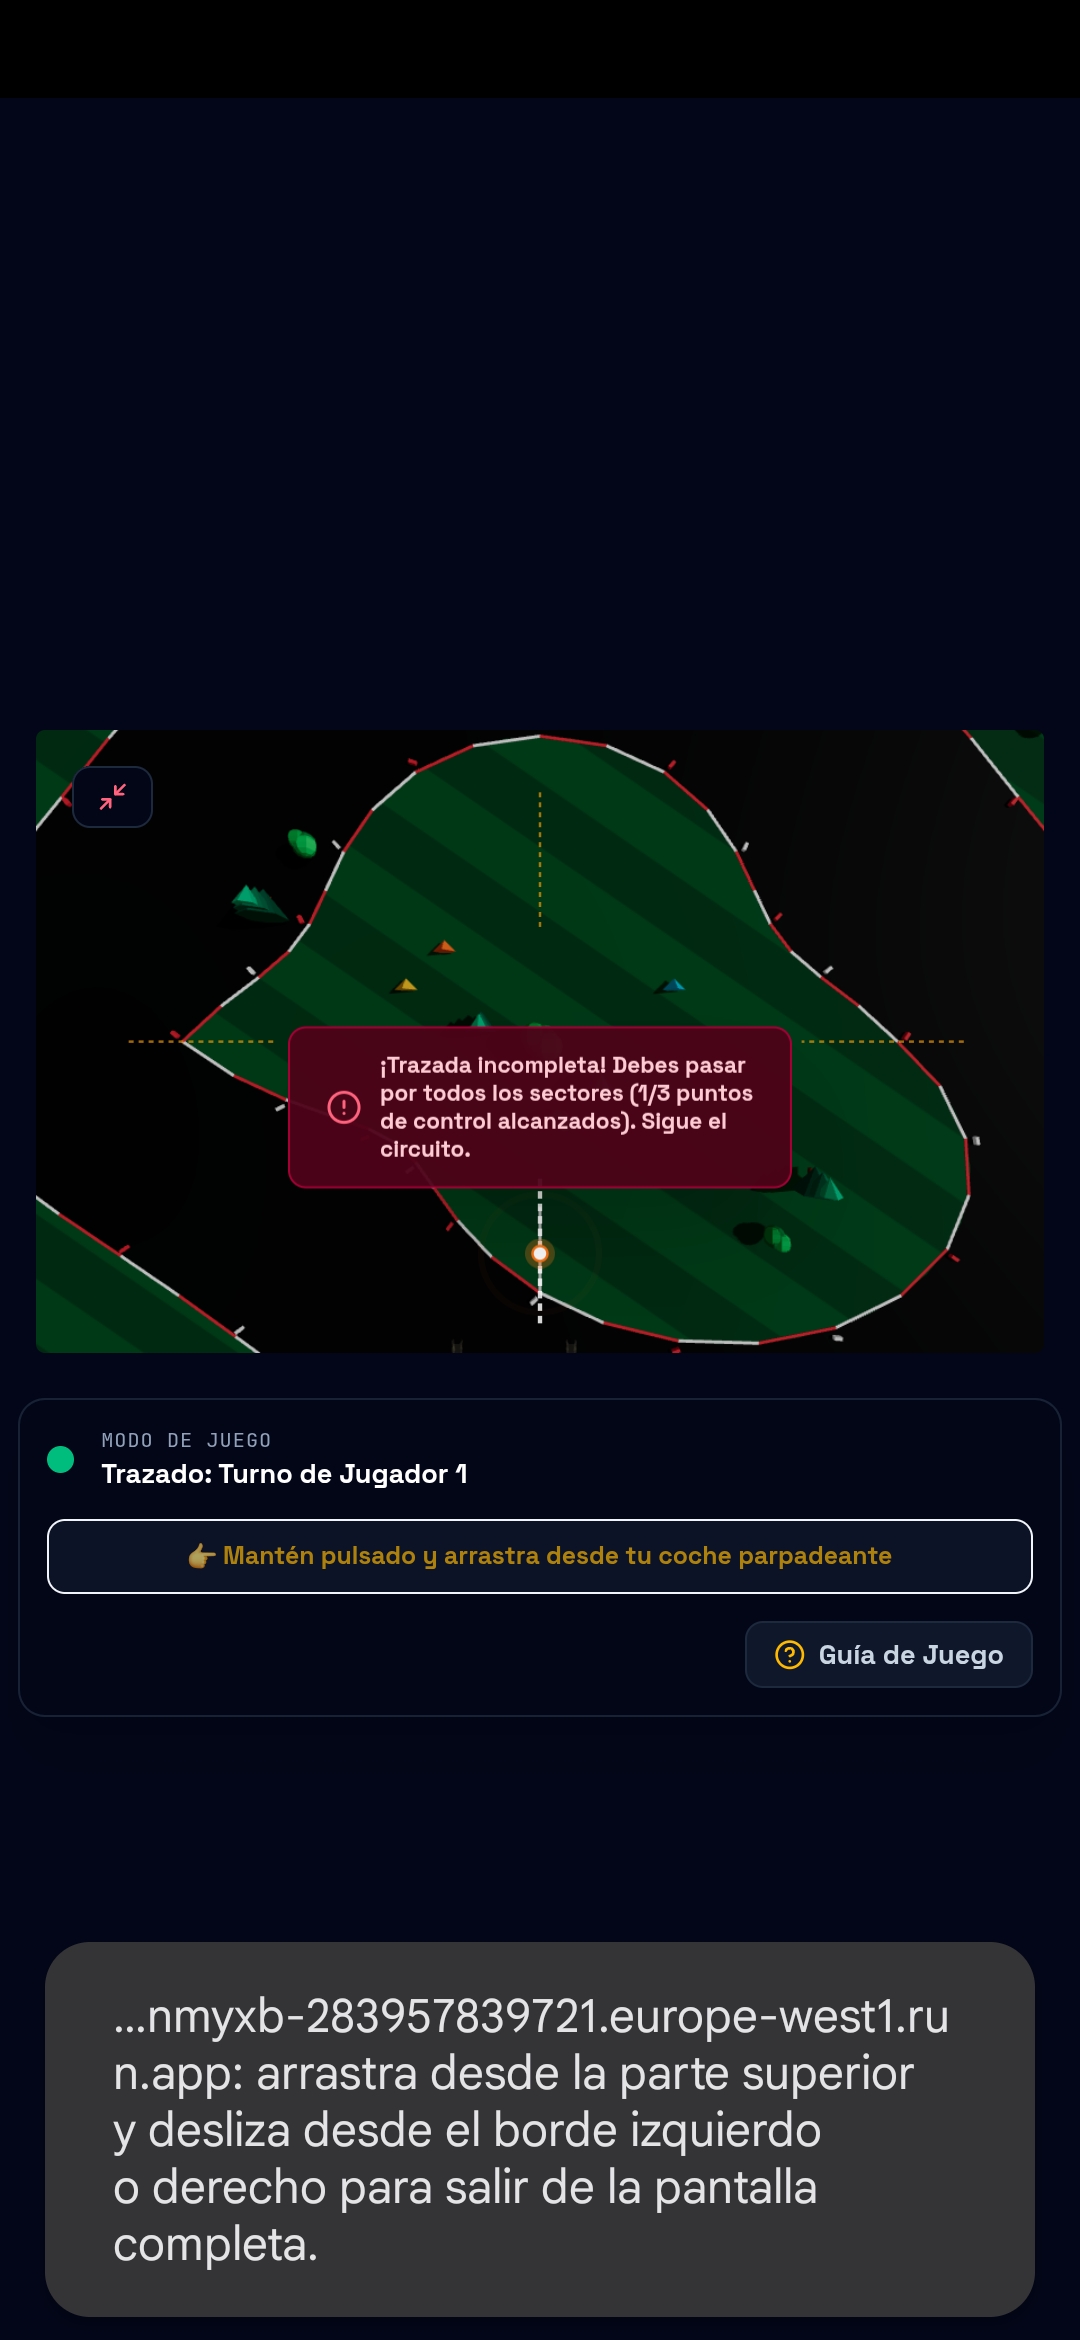 ¡Trazada incompleta! Debes pasar
por todos los sectores (1/3 puntos
de control alcanzados). Sigue el
circuito.
MODO DE JUEGO
Trazado: Turno de Jugador 1
👉 Mantén pulsado y arrastra desde tu coche parpadeante
Guía de Juego
...nmyxb-283957839721.europe-west1.ru
n.app: arrastra desde la parte superior
y desliza desde el borde izquierdo
o derecho para salir de la pantalla
completa.